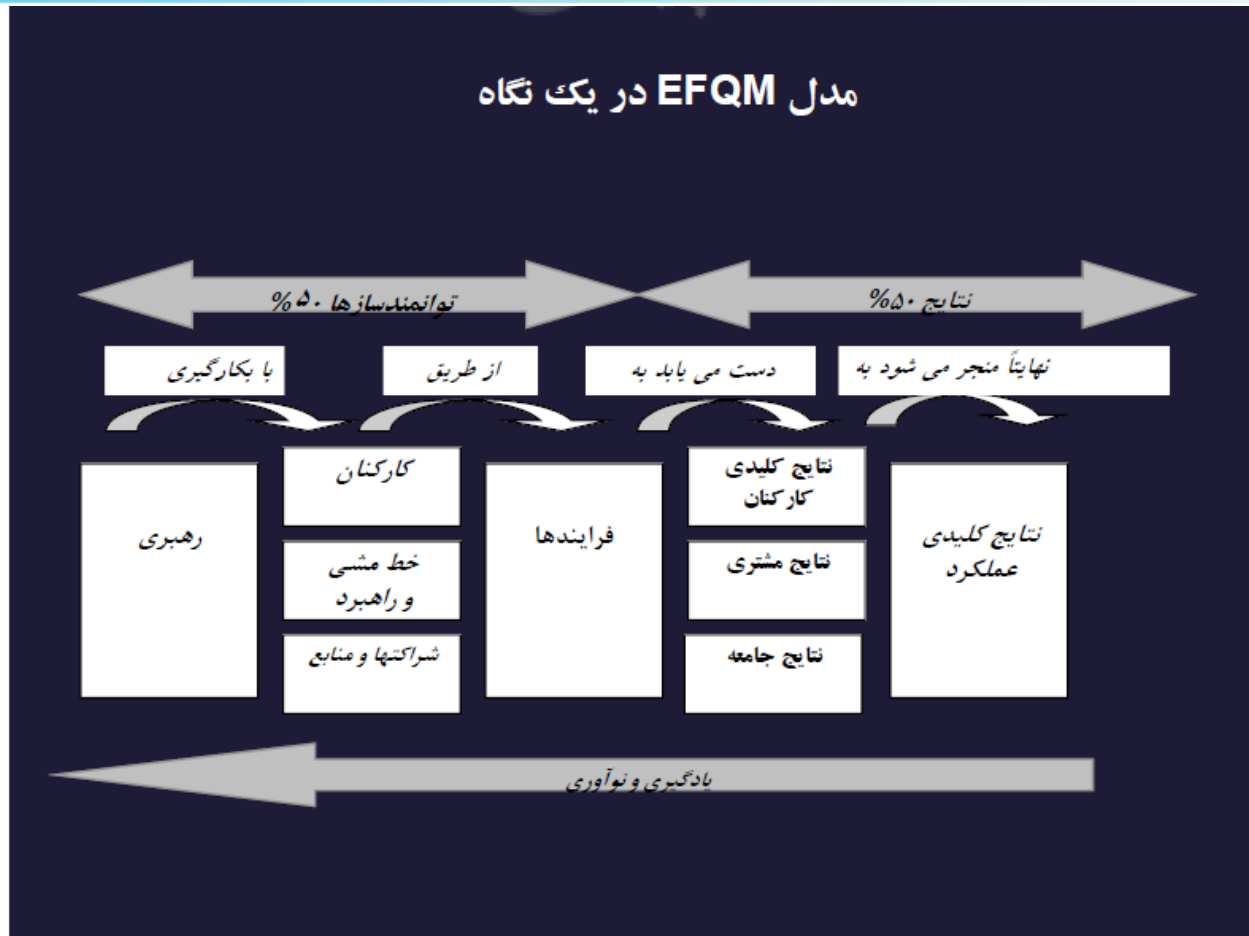 مدل EFQM در یک نگاه
توانمندسازها ۵۰%
نتایج ۵۰%
با بکارگیری
از طریق
دست می یابد به
نهایتاً منجر می شود به
رهبری
کارکنان
خط مشی
و راهبرد
شراکتها و منابع
فرایندها
نتایج کلیدی
کارکنان
نتایج مشتری
نتایج جامعه
نتایج کلیدی
عملکرد
یادگیری و نوآوری